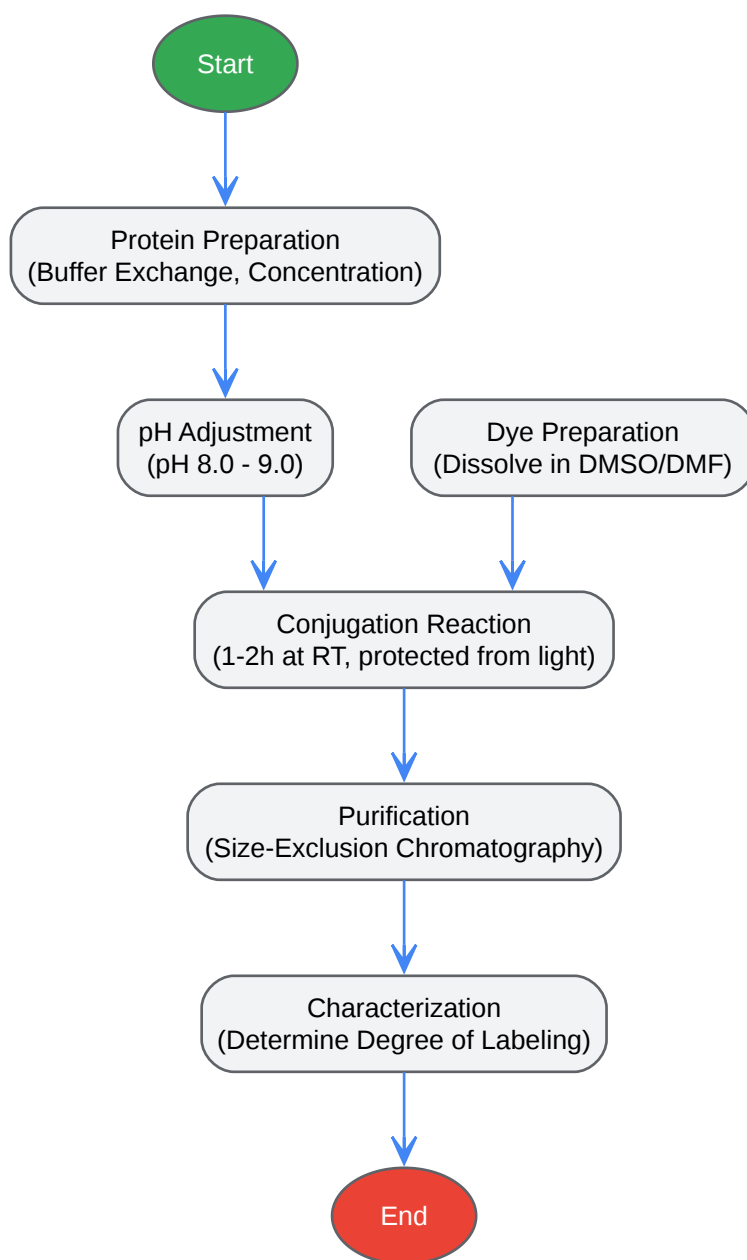 Start
Protein Preparation
(Buffer Exchange, Concentration)
pH Adjustment
(pH 8.0 - 9.0)
Dye Preparation
(Dissolve in DMSO/DMF)
Conjugation Reaction
(1-2h at RT, protected from light)
Purification
(Size-Exclusion Chromatography)
Characterization
(Determine Degree of Labeling)
End